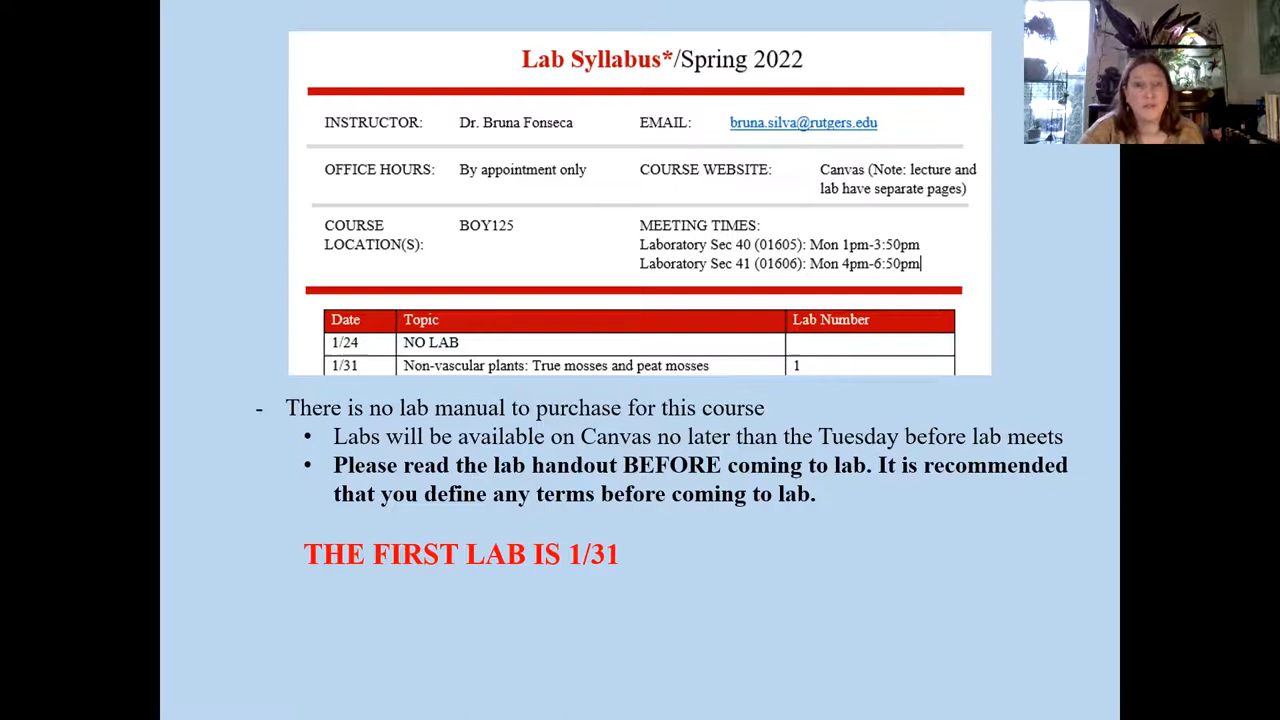 Lab Syllabus*/Spring 2022
INSTRUCTOR: Dr. Bruna Fonseca EMAIL: bruna.silva@rutgers.edu
OFFICE HOURS: By appointment only COURSE WEBSITE: Canvas (Note: lecture and
lab have separate pages)
COURSE BOY125 MEETING TIMES:
LOCATION(S): Laboratory Sec 40 (01605): Mon 1pm-3:50pm
Laboratory Sec 41 (01606): Mon 4pm-6:50pm
Date Topic Lab Number
1/24 NO LAB
1/31 Non-vascular plants: True mosses and peat mosses 1
- There is no lab manual to purchase for this course
• Labs will be available on Canvas no later than the Tuesday before lab meets
• Please read the lab handout BEFORE coming to lab. It is recommended
that you define any terms before coming to lab.
THE FIRST LAB IS 1/31